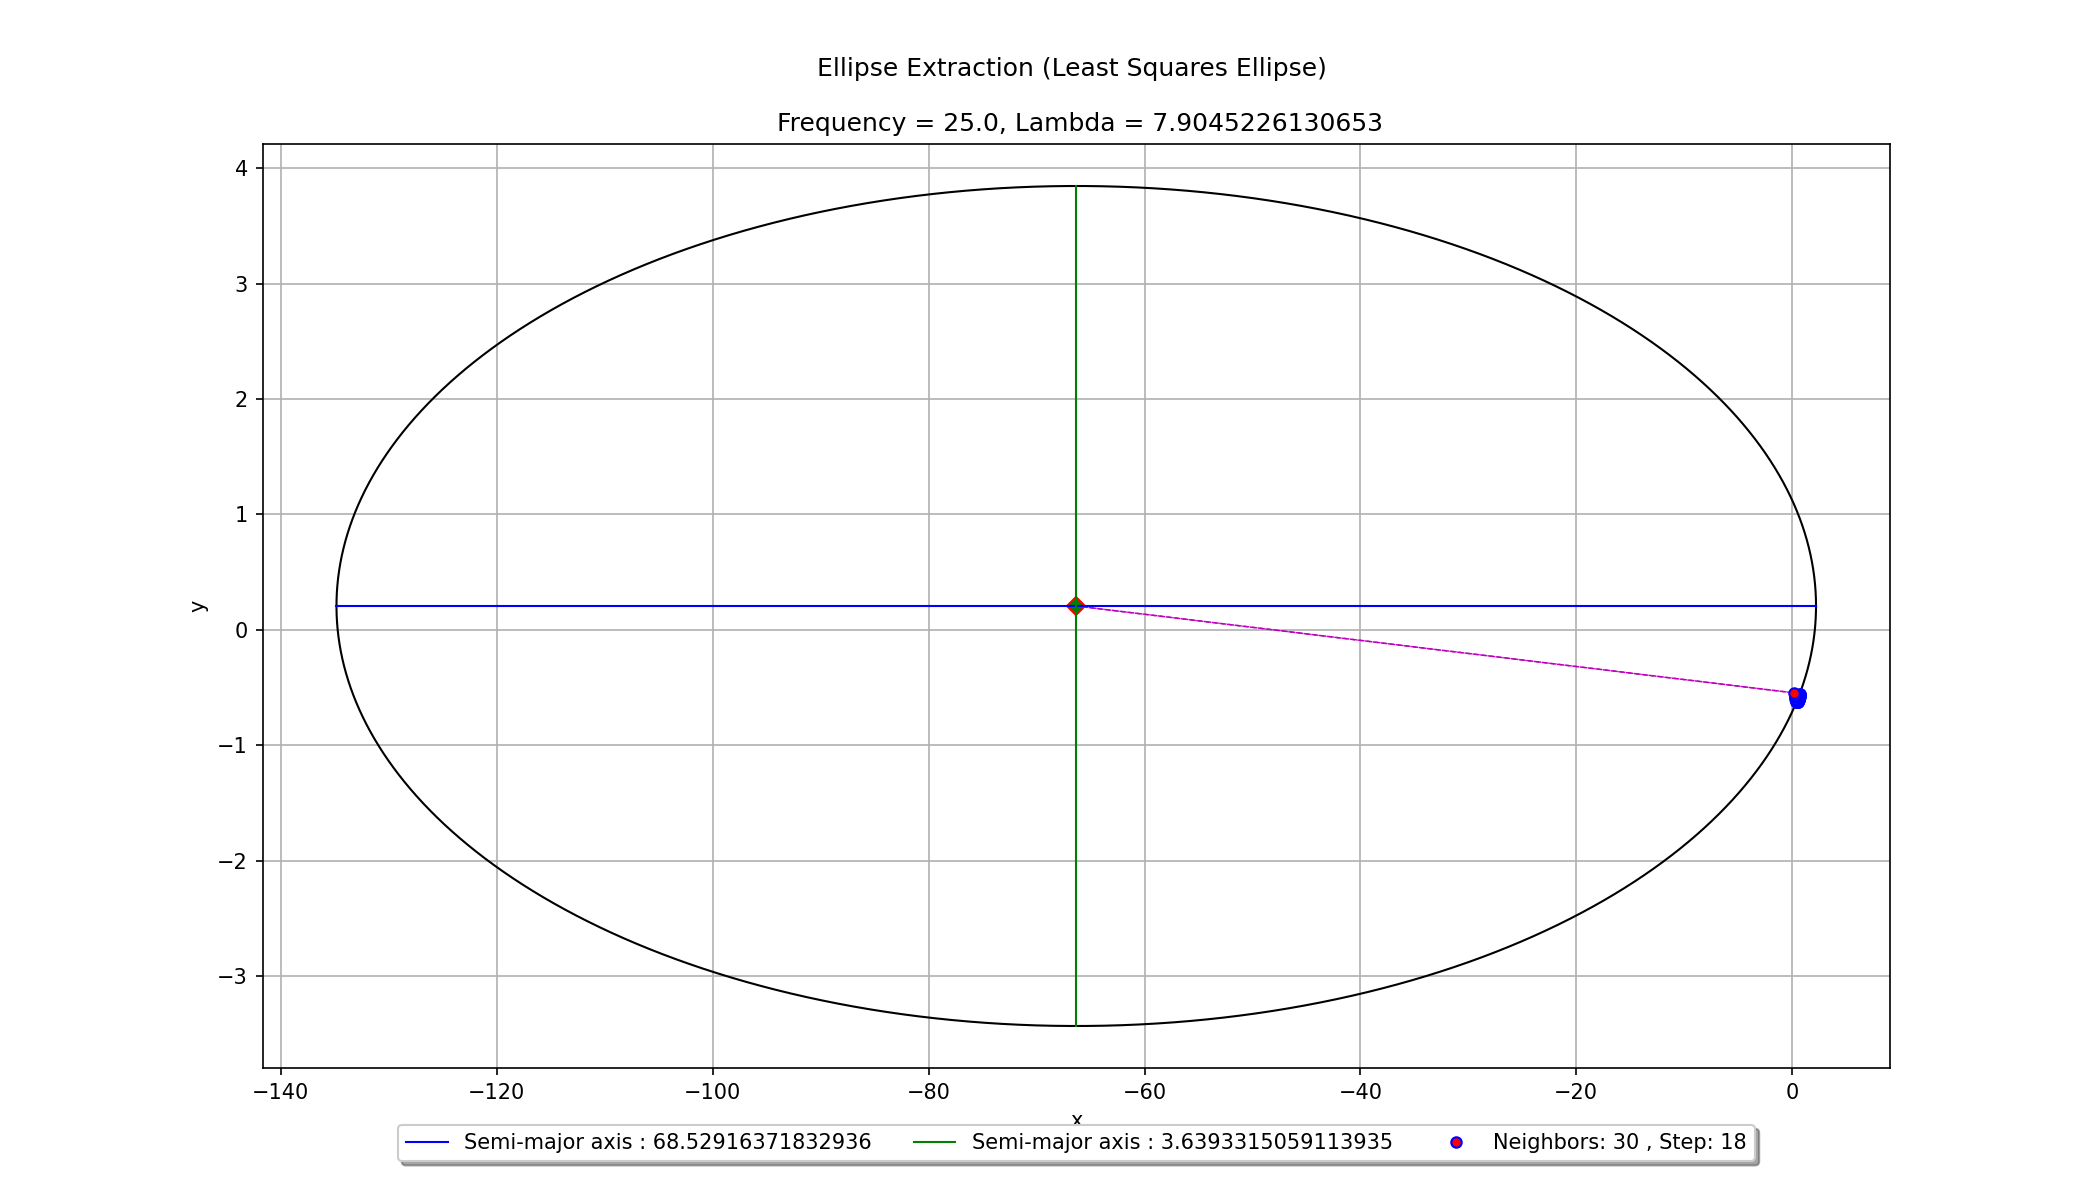 Ellipse Extraction (Least Squares Ellipse)
Frequency = 25.0, Lambda = 7.9045226130653
4
3
2
1
0
−1
−2
−3
y
−140 −120 −100 −80 −60 −40 −20 0
x
Semi-major axis : 68.52916371832936 Semi-major axis : 3.6393315059113935 Neighbors: 30 , Step: 18